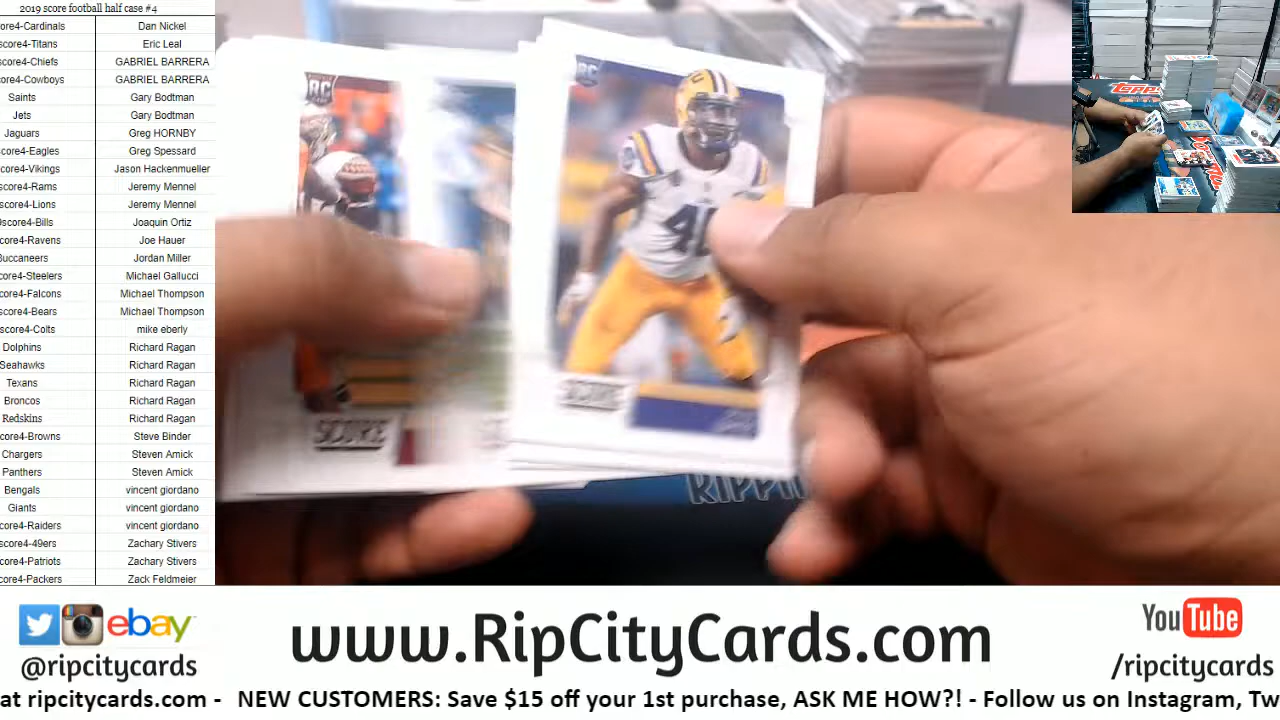 2019 score football half case #4
core4-Cardinals Dan Nickel
score4-Titans Eric Leal
score4-Chiefs GABRIEL BARRERA
core4-Cowboys GABRIEL BARRERA
Saints Gary Bodtman
Jets Gary Bodtman
Jaguars Greg HORNBY
core4-Eagles Greg Spessard
score4-Vikings Jason Hackenmueller
score4-Rams Jeremy Mennel
score4-Lions Jeremy Mennel
9score4-Bills Joaquin Ortiz
core4-Ravens Joe Hauer
Buccaneers Jordan Miller
core4-Steelers Michael Gallucci
core4-Falcons Michael Thompson
score4-Bears Michael Thompson
score4-Colts mike eberly
Dolphins Richard Ragan
Seahawks Richard Ragan
Texans Richard Ragan
Broncos Richard Ragan
Redskins Richard Ragan
core4-Browns Steve Binder
Chargers Steven Amick
Panthers Steven Amick
Bengals vincent giordano
Giants vincent giordano
score4-Raiders vincent giordano
score4-49ers Zachary Stivers
core4-Patriots Zachary Stivers
core4-Packers Zack Feldmeier
RC
RC
U
SCORE
SCORE
RIPPI
ebay
@ripcitycards
www.RipCityCards.com
YouTube
/ripcitycards
at ripcitycards.com - NEW CUSTOMERS: Save $15 off your 1st purchase, ASK ME HOW?! - Follow us on Instagram, Tw